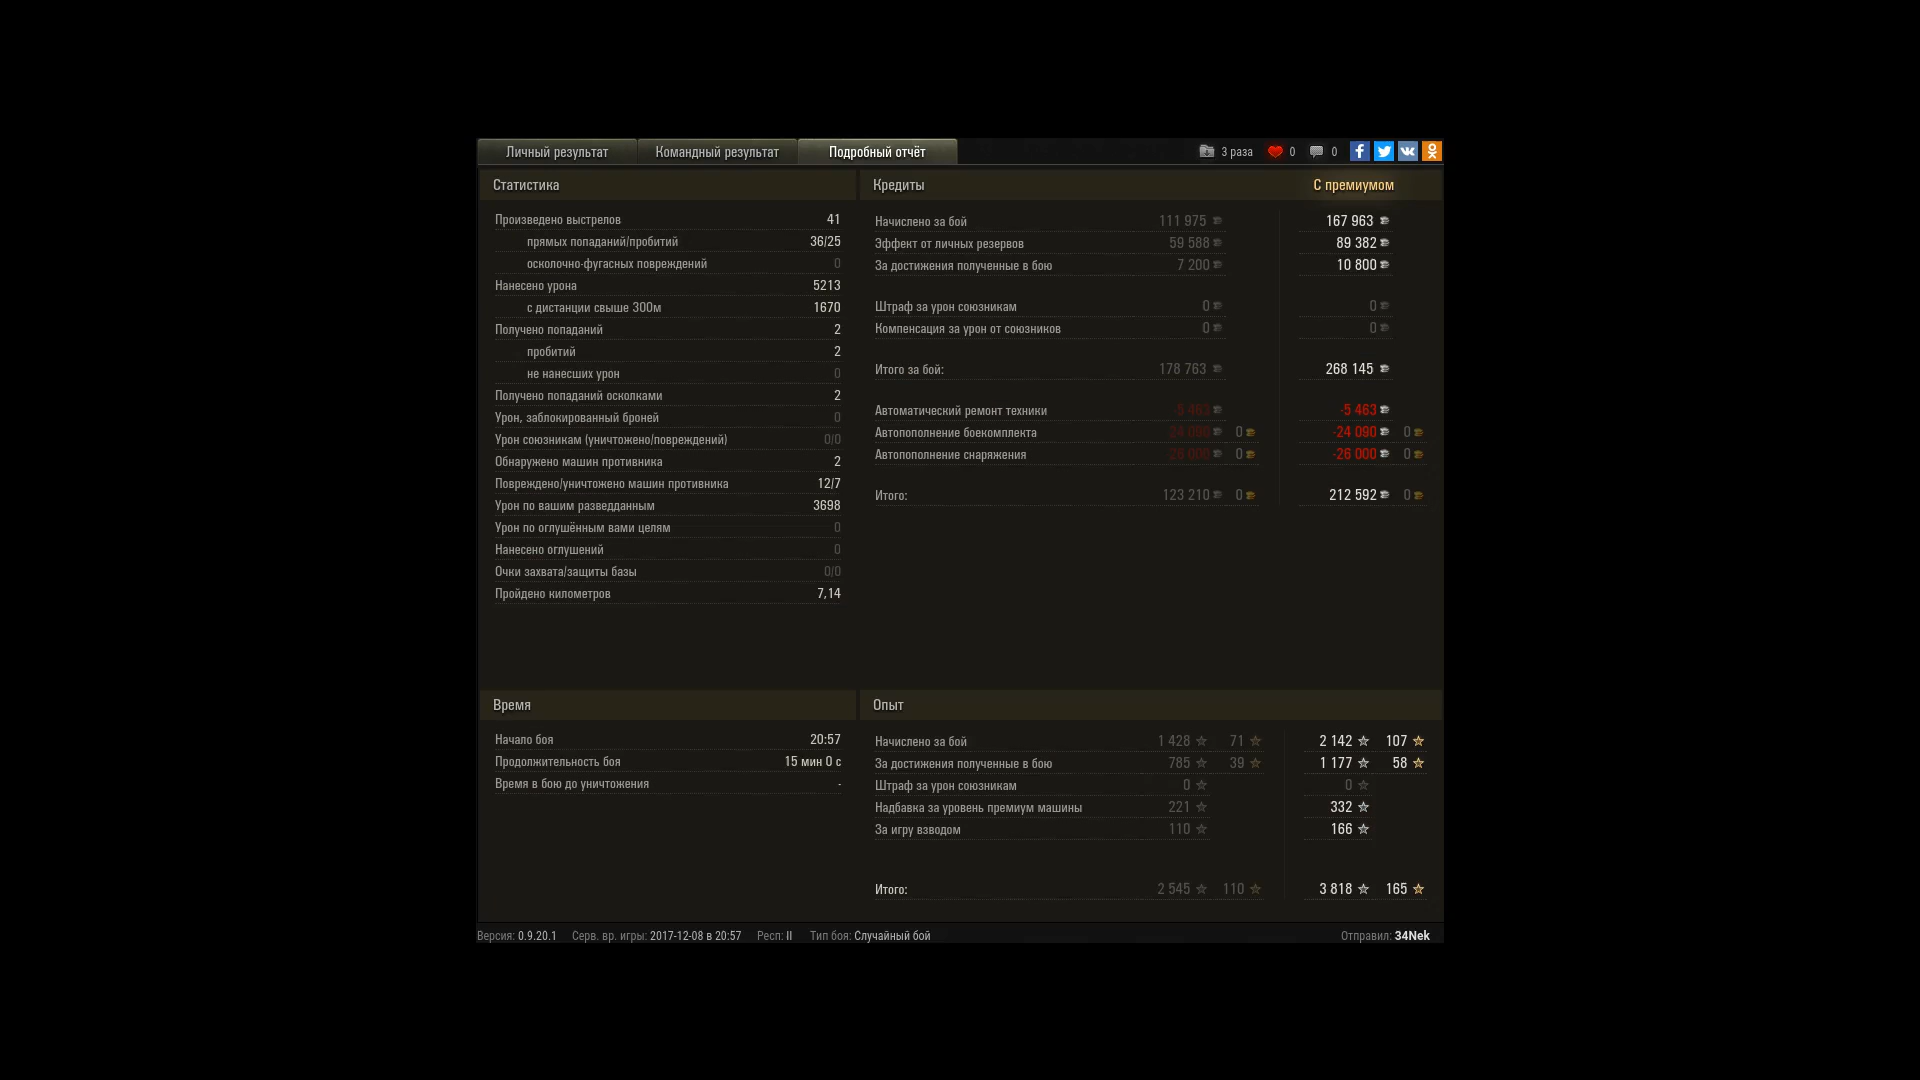 Личный результат Командный результат Подробный отчёт 3 раза 0 0
Статистика
Произведено выстрелов 41
прямых попаданий/пробитий 36/25
осколочно-фугасных повреждений 0
Нанесено урона 5213
с дистанции свыше 300м 1670
Получено попаданий 2
пробитий 2
не нанесших урон 0
Получено попаданий осколками 2
Урон, заблокированный броней 0
Урон союзникам (уничтожено/повреждений) 0/0
Обнаружено машин противника 2
Повреждено/уничтожено машин противника 12/7
Урон по вашим разведданным 3698
Урон по оглушённым вами целям 0
Нанесено оглушений 0
Очки захвата/защиты базы 0/0
Пройдено километров 7,14
Кредиты С премиумом
Начислено за бой 111 975 167 963
Эффект от личных резервов 59 588 89 382
За достижения полученные в бою 7 200 10 800
Штраф за урон союзникам 0 0
Компенсация за урон от союзников 0 0
Итого за бой: 178 763 268 145
Автоматический ремонт техники -5 463 -5 463
Автопополнение боекомплекта -24 090 0 -24 090 0
Автопополнение снаряжения -26 000 0 -26 000 0
Итого: 123 210 0 212 592 0
Время
Начало боя 20:57
Продолжительность боя 15 мин 0 с
Время в бою до уничтожения -
Опыт
Начислено за бой 1 428 71 2 142 107
За достижения полученные в бою 785 39 1 177 58
Штраф за урон союзникам 0 0
Надбавка за уровень премиум машины 221 332
За игру взводом 110 166
Итого: 2 545 110 3 818 165
Версия: 0.9.20.1 Серв. вр. игры: 2017-12-08 в 20:57 Респ: II Тип боя: Случайный бой Отправил: 34Nek